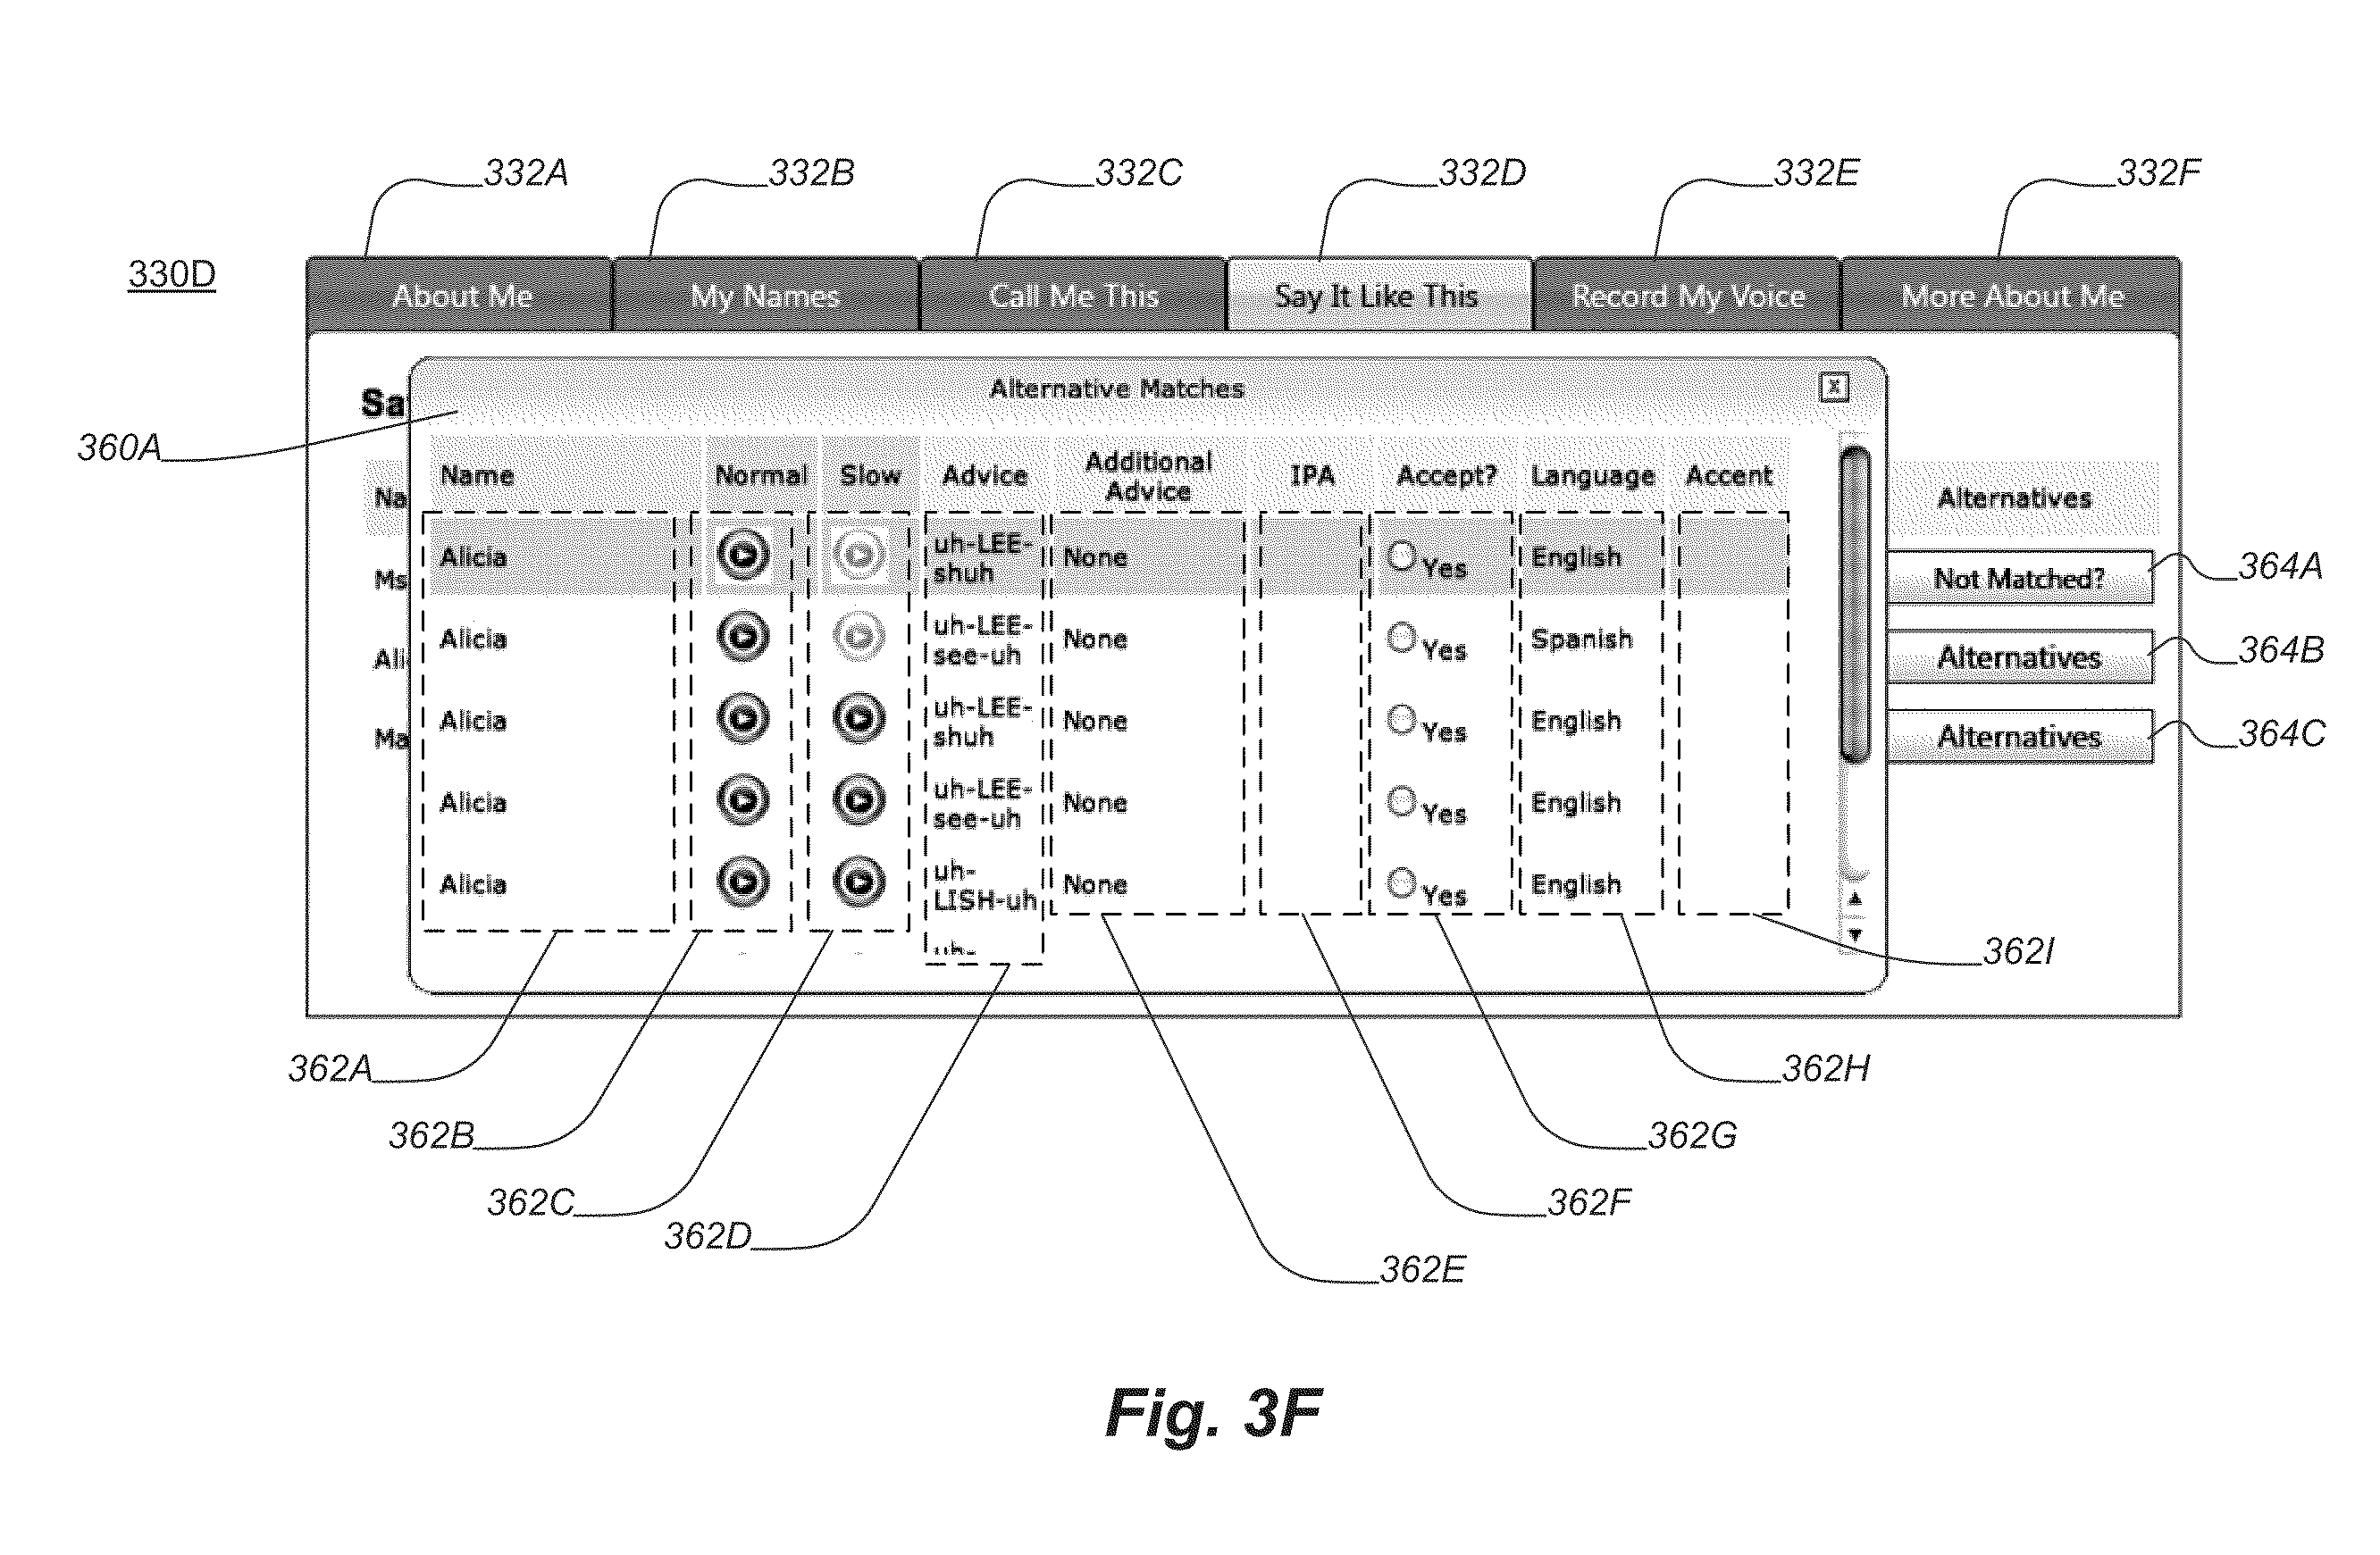 332A 332B 332C 332D 332E 332F
330D
About Me My Names Call Me This Say It Like This Record My Voice More About Me
Alternative Matches X
Sa
360A
Name Normal Slow Advice Additional Advice IPA Accept? Language Accent
Na Alternatives
Alicia uh-LEE-shuh None Yes English
Ms Not Matched? 364A
Alicia uh-LEE-see-uh None Yes Spanish
Ali Alternatives 364B
Alicia uh-LEE-shuh None Yes English
Ma Alternatives 364C
Alicia uh-LEE-see-uh None Yes English
Alicia uh-LISH-uh None Yes English
uh-
362I
362A 362H
362B 362G
362C 362F
362D 362E
Fig. 3F